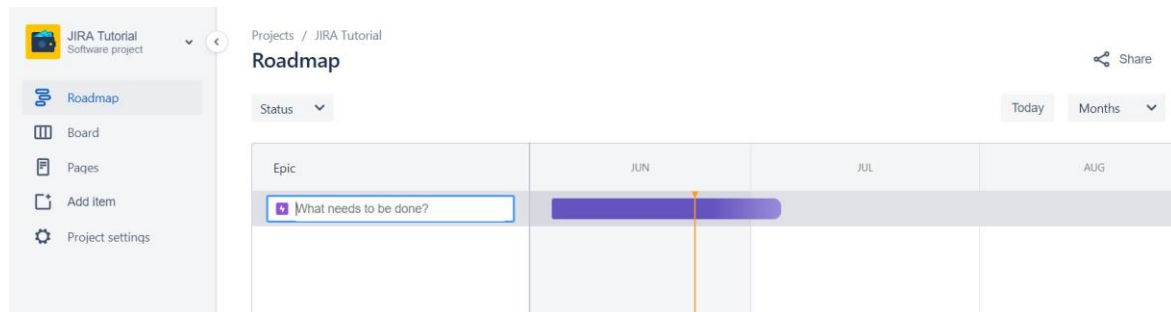 JIRA Tutorial
Software project
Roadmap
Board
Pages
Add item
Project settings
Projects / JIRA Tutorial
Roadmap
Share
Status
Today
Months
Epic
JUN
JUL
AUG
What needs to be done?